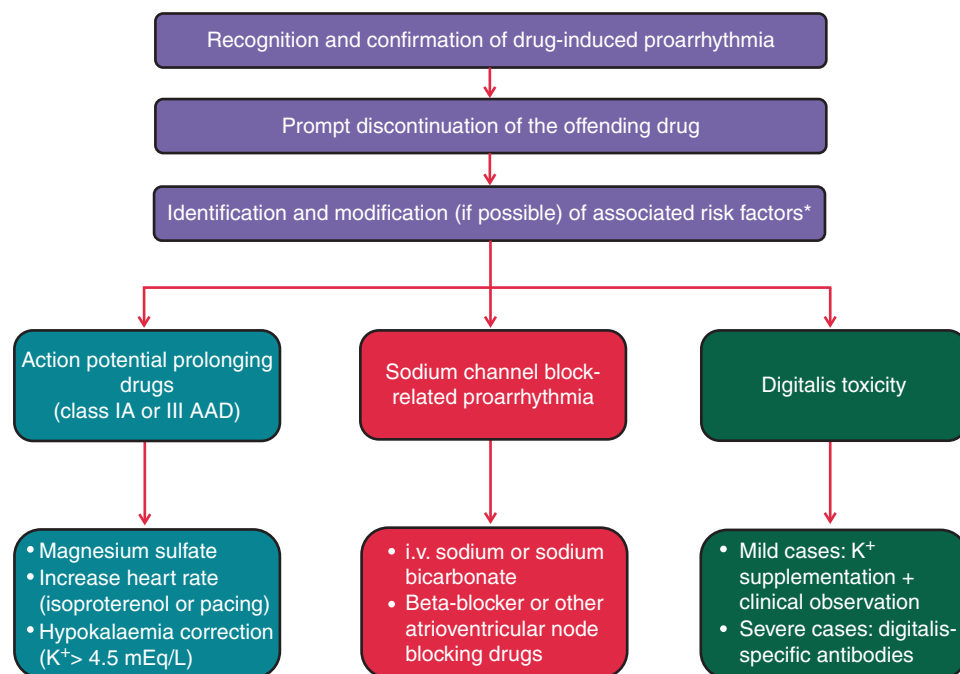 Recognition and confirmation of drug-induced proarrhythmia
Prompt discontinuation of the offending drug
Identification and modification (if possible) of associated risk factors*
Action potential prolonging
drugs
(class IA or III AAD)
Sodium channel block-
related proarrhythmia
Digitalis toxicity
• Magnesium sulfate
• Increase heart rate
(isoproterenol or pacing)
• Hypokalaemia correction
(K⁺> 4.5 mEq/L)
• i.v. sodium or sodium
bicarbonate
• Beta-blocker or other
atrioventricular node
blocking drugs
• Mild cases: K⁺
supplementation +
clinical observation
• Severe cases: digitalis-
specific antibodies